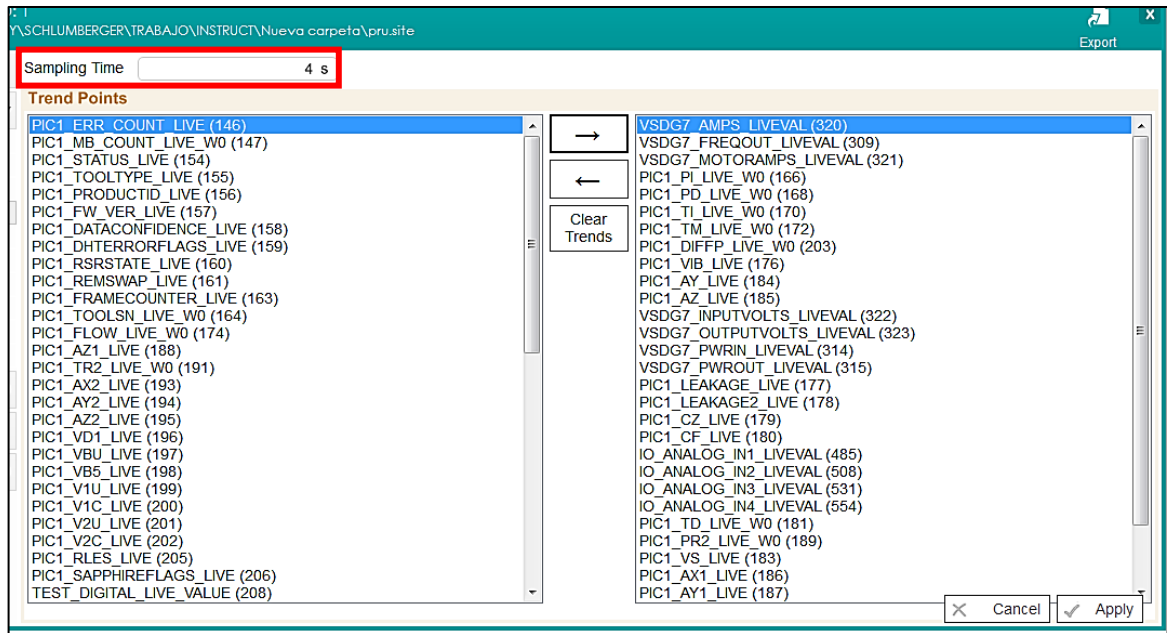 Y\SCHLUMBERGER\TRABAJO\INSTRUCT\Nueva carpeta\pru.site
X
Export
Sampling Time 4 s
Trend Points
PIC1_ERR_COUNT_LIVE (146)
PIC1_MB_COUNT_LIVE_W0 (147)
PIC1_STATUS_LIVE (154)
PIC1_TOOLTYPE_LIVE (155)
PIC1_PRODUCTID_LIVE (156)
PIC1_FW_VER_LIVE (157)
PIC1_DATACONFIDENCE_LIVE (158)
PIC1_DHTERRORFLAGS_LIVE (159)
PIC1_RSRSTATE_LIVE (160)
PIC1_REMSWAP_LIVE (161)
PIC1_FRAMECOUNTER_LIVE (163)
PIC1_TOOLSN_LIVE_W0 (164)
PIC1_FLOW_LIVE_W0 (174)
PIC1_AZ1_LIVE (188)
PIC1_TR2_LIVE_W0 (191)
PIC1_AX2_LIVE (193)
PIC1_AY2_LIVE (194)
PIC1_AZ2_LIVE (195)
PIC1_VD1_LIVE (196)
PIC1_VBU_LIVE (197)
PIC1_VB5_LIVE (198)
PIC1_V1U_LIVE (199)
PIC1_V1C_LIVE (200)
PIC1_V2U_LIVE (201)
PIC1_V2C_LIVE (202)
PIC1_RLES_LIVE (205)
PIC1_SAPPHIREFLAGS_LIVE (206)
TEST_DIGITAL_LIVE_VALUE (208)
→
←
Clear
Trends
VSDG7_AMPS_LIVEVAL (320)
VSDG7_FREQOUT_LIVEVAL (309)
VSDG7_MOTORAMPS_LIVEVAL (321)
PIC1_PI_LIVE_W0 (166)
PIC1_PD_LIVE_W0 (168)
PIC1_TI_LIVE_W0 (170)
PIC1_TM_LIVE_W0 (172)
PIC1_DIFFP_LIVE_W0 (203)
PIC1_VIB_LIVE (176)
PIC1_AY_LIVE (184)
PIC1_AZ_LIVE (185)
VSDG7_INPUTVOLTS_LIVEVAL (322)
VSDG7_OUTPUTVOLTS_LIVEVAL (323)
VSDG7_PWRIN_LIVEVAL (314)
VSDG7_PWROUT_LIVEVAL (315)
PIC1_LEAKAGE_LIVE (177)
PIC1_LEAKAGE2_LIVE (178)
PIC1_CZ_LIVE (179)
PIC1_CF_LIVE (180)
IO_ANALOG_IN1_LIVEVAL (485)
IO_ANALOG_IN2_LIVEVAL (508)
IO_ANALOG_IN3_LIVEVAL (531)
IO_ANALOG_IN4_LIVEVAL (554)
PIC1_TD_LIVE_W0 (181)
PIC1_PR2_LIVE_W0 (189)
PIC1_VS_LIVE (183)
PIC1_AX1_LIVE (186)
PIC1_AY1_LIVE (187)
Cancel
Apply